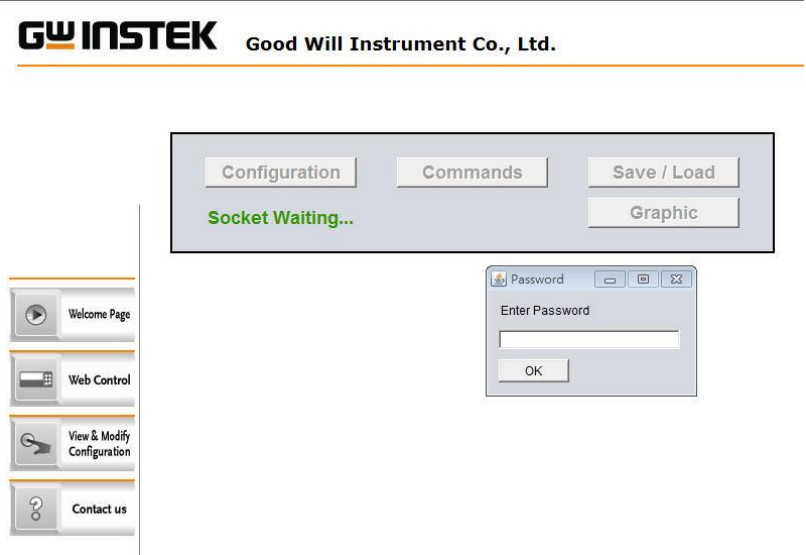 GW INSTEK Good Will Instrument Co., Ltd.
Configuration Commands Save / Load
Socket Waiting... Graphic
Password
Enter Password
OK
Welcome Page
Web Control
View & Modify
Configuration
Contact us